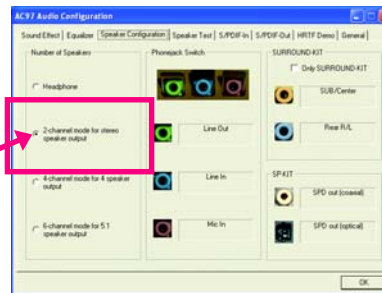 AC97 Audio Configuration
Sound Effect | Equalizer | Speaker Configuration | Speaker Test | S/PDIF-In | S/PDIF-Out | HRTF Demo | General
Number of Speakers
Headphone
2-channel mode for stereo
speaker output
4-channel mode for 4 speaker
output
6-channel mode for 5.1
speaker output
Phonejack Switch
Line Out
Line In
Mic In
SURROUND-KIT
Only SURROUND-KIT
SUB/Center
Rear R/L
SP-KIT
SPD out (coaxial)
SPD out (optical)
OK